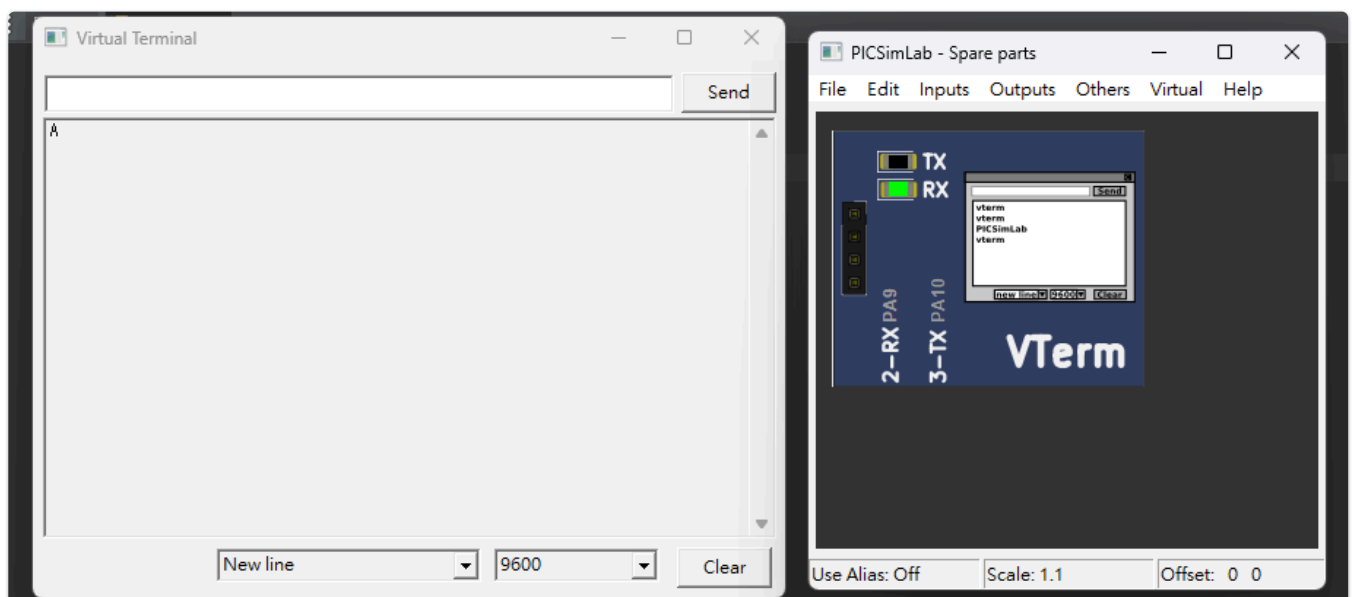 Virtual Terminal
Send
A
New line
9600
Clear
PICSimLab - Spare parts
File Edit Inputs Outputs Others Virtual Help
TX
RX
Send
vterm
vterm
PICSimLab
vterm
new line 9600 Clear
2-RX PA9
3-TX PA10
VTerm
Use Alias: Off Scale: 1.1 Offset: 0 0